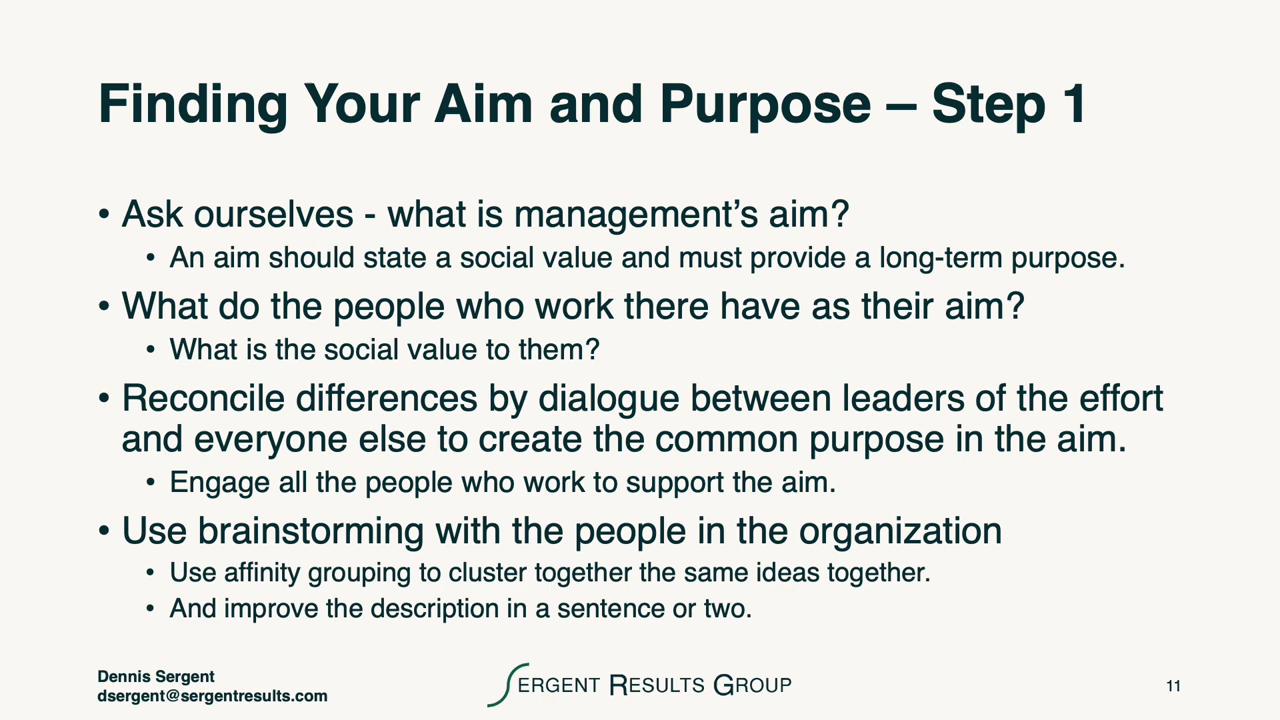 Finding Your Aim and Purpose – Step 1
• Ask ourselves - what is management’s aim?
• An aim should state a social value and must provide a long-term purpose.
• What do the people who work there have as their aim?
• What is the social value to them?
• Reconcile differences by dialogue between leaders of the effort
and everyone else to create the common purpose in the aim.
• Engage all the people who work to support the aim.
• Use brainstorming with the people in the organization
• Use affinity grouping to cluster together the same ideas together.
• And improve the description in a sentence or two.
Dennis Sergent
dsergent@sergentresults.com
SERGENT RESULTS GROUP
11